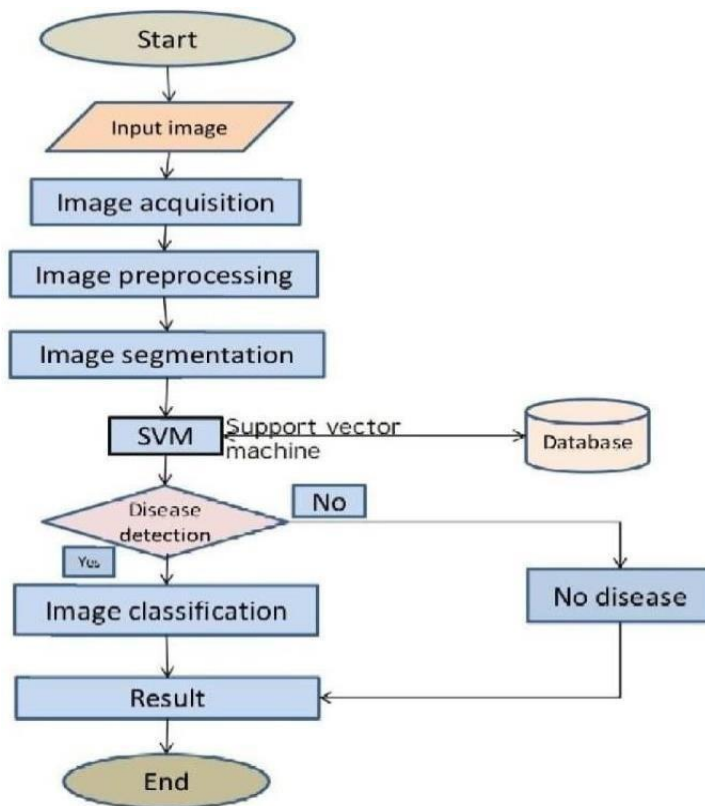 Start
Input image
Image acquisition
Image preprocessing
Image segmentation
SVM
Support vector
machine
Database
Disease
detection
No
Yes
Image classification
No disease
Result
End